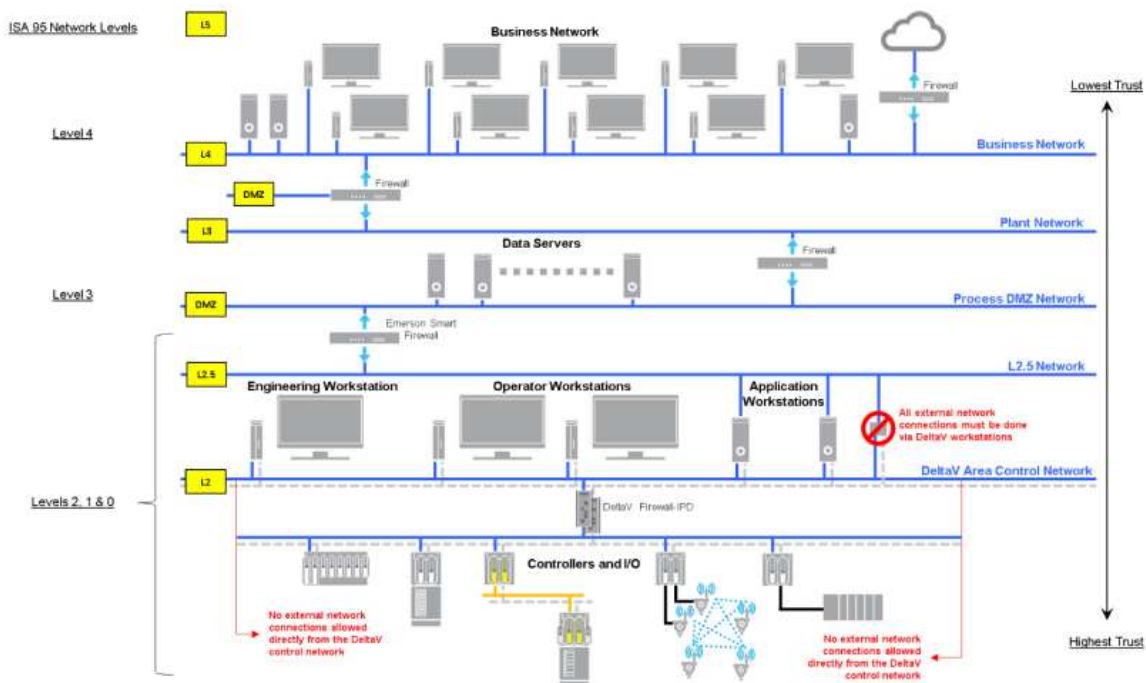 ISA 95 Network Levels
L5
Business Network
Firewall
Lowest Trust
Level 4
L4
Business Network
DMZ
Firewall
L3
Plant Network
Data Servers
Firewall
Level 3
DMZ
Process DMZ Network
Emerson Smart
Firewall
L2.5
L2.5 Network
Engineering Workstation
Operator Workstations
Application
Workstations
All external network
connections must be done
via DeltaV workstations
L2
DeltaV Area Control Network
Levels 2, 1 & 0
DeltaV Firewall-IPD
Controllers and I/O
No external network
connections allowed
directly from the DeltaV
control network
No external network
connections allowed
directly from the DeltaV
control network
Highest Trust